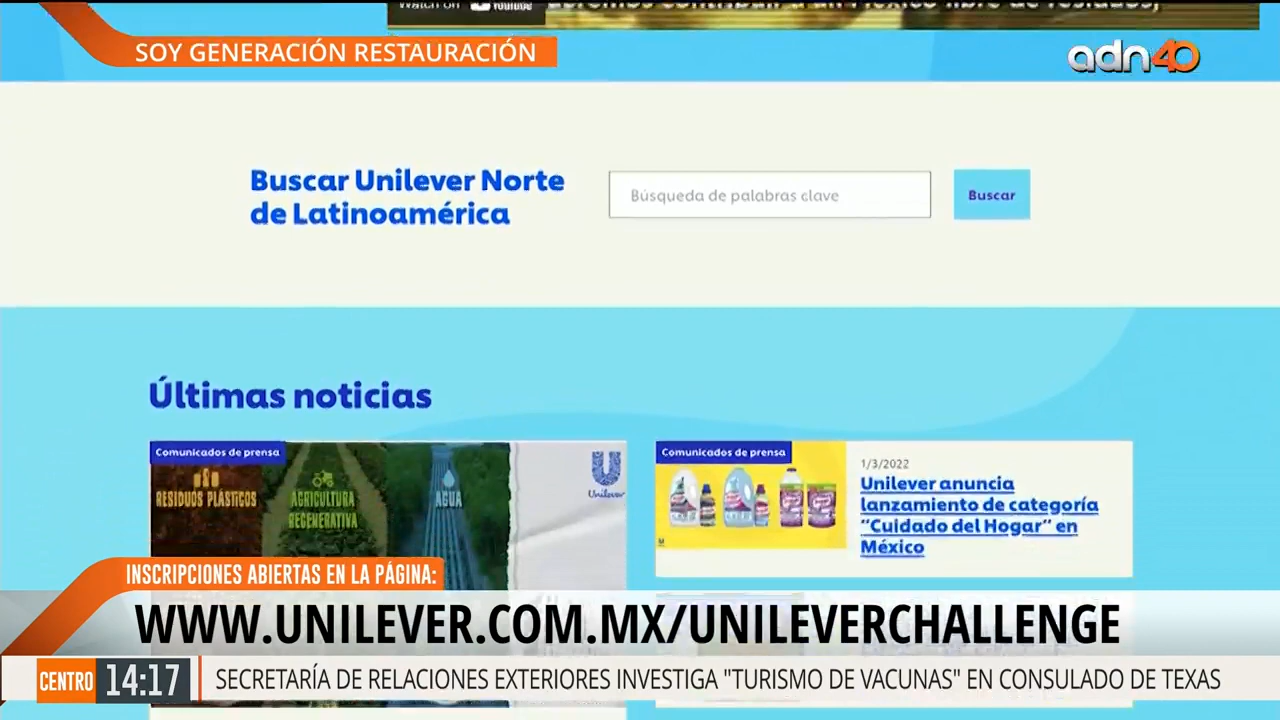 Watch on YouTube
SOY GENERACIÓN RESTAURACIÓN
adn40
Buscar Unilever Norte
de Latinoamérica
Búsqueda de palabras clave
Buscar
Últimas noticias
Comunicados de prensa
RESIDUOS PLÁSTICOS
AGRICULTURA
REGENERATIVA
AGUA
Unilever
Comunicados de prensa
1/3/2022
Unilever anuncia
lanzamiento de categoría
“Cuidado del Hogar” en
México
INSCRIPCIONES ABIERTAS EN LA PÁGINA:
WWW.UNILEVER.COM.MX/UNILEVERCHALLENGE
CENTRO 14:17 SECRETARÍA DE RELACIONES EXTERIORES INVESTIGA "TURISMO DE VACUNAS" EN CONSULADO DE TEXAS